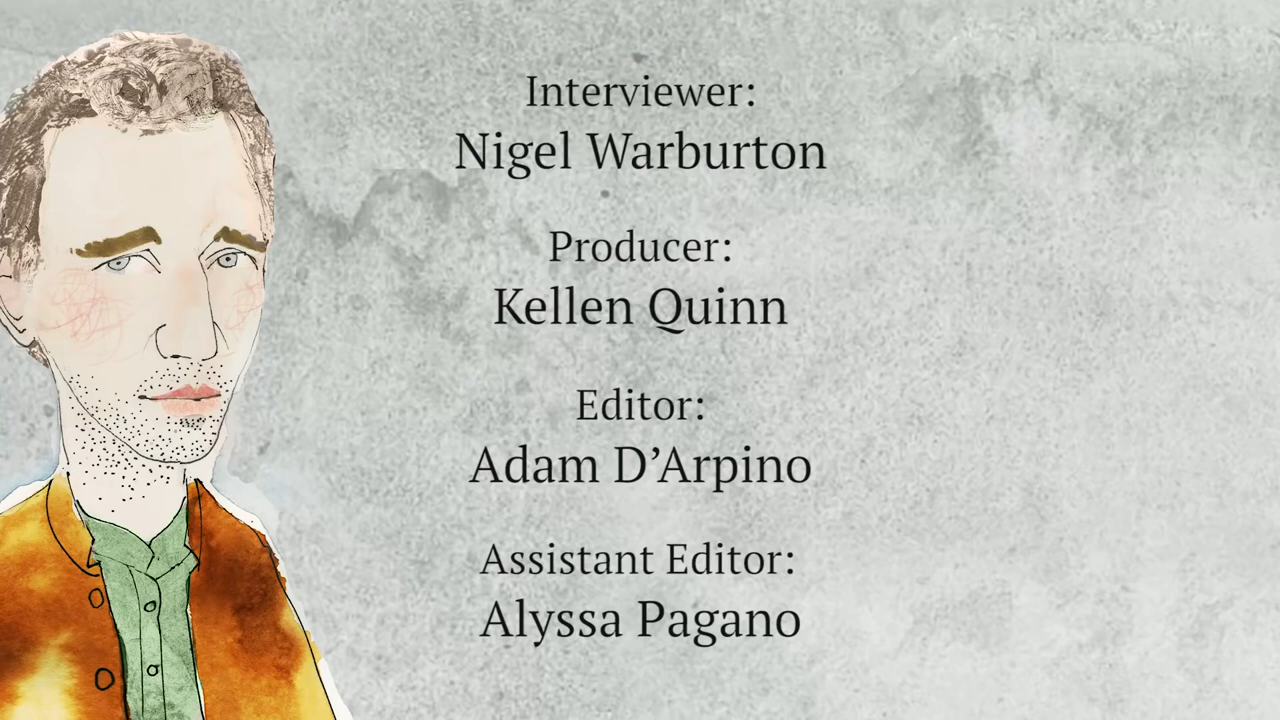 Interviewer:
Nigel Warburton
Producer:
Kellen Quinn
Editor:
Adam D’Arpino
Assistant Editor:
Alyssa Pagano